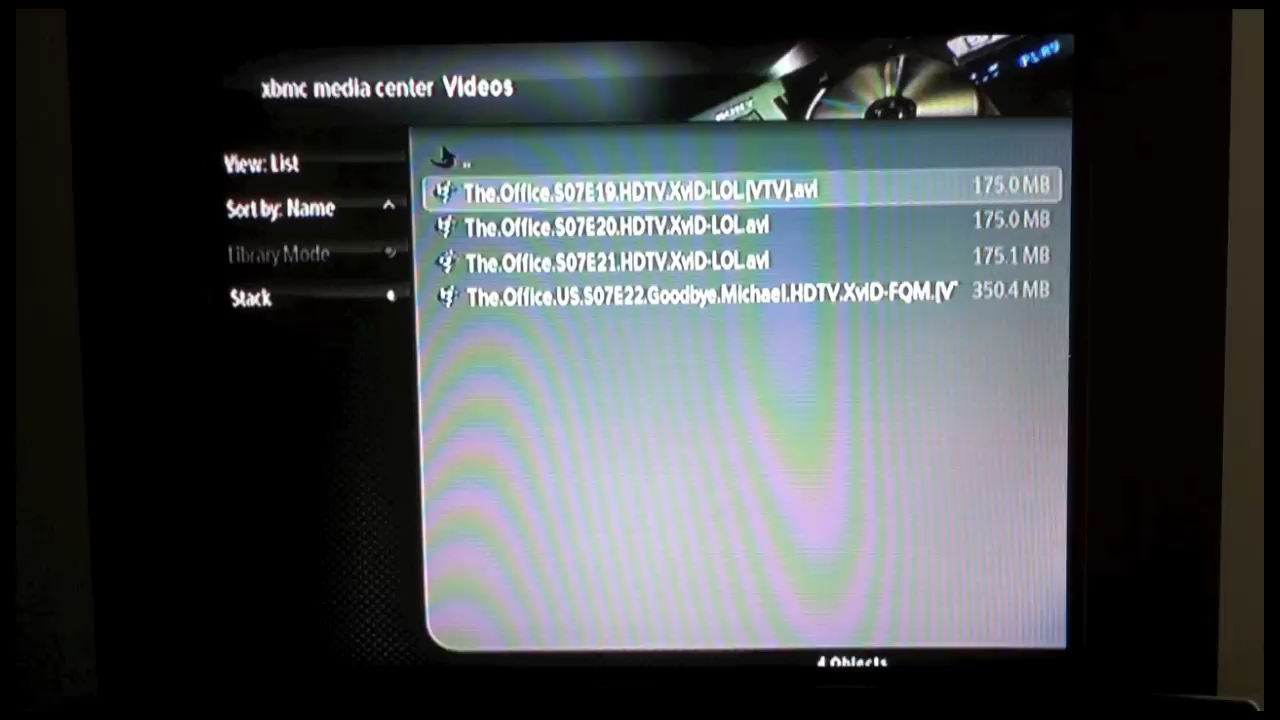 xbmc media center Videos
PLAY
SONY
View: List
Sort by: Name
Library Mode
Stack
..
The.Office.S07E19.HDTV.XviD-LOL.[VTV].avi 175.0 MB
The.Office.S07E20.HDTV.XviD-LOL.avi 175.0 MB
The.Office.S07E21.HDTV.XviD-LOL.avi 175.1 MB
The.Office.US.S07E22.Goodbye.Michael.HDTV.XviD-FQM.[V 350.4 MB
4 Objects